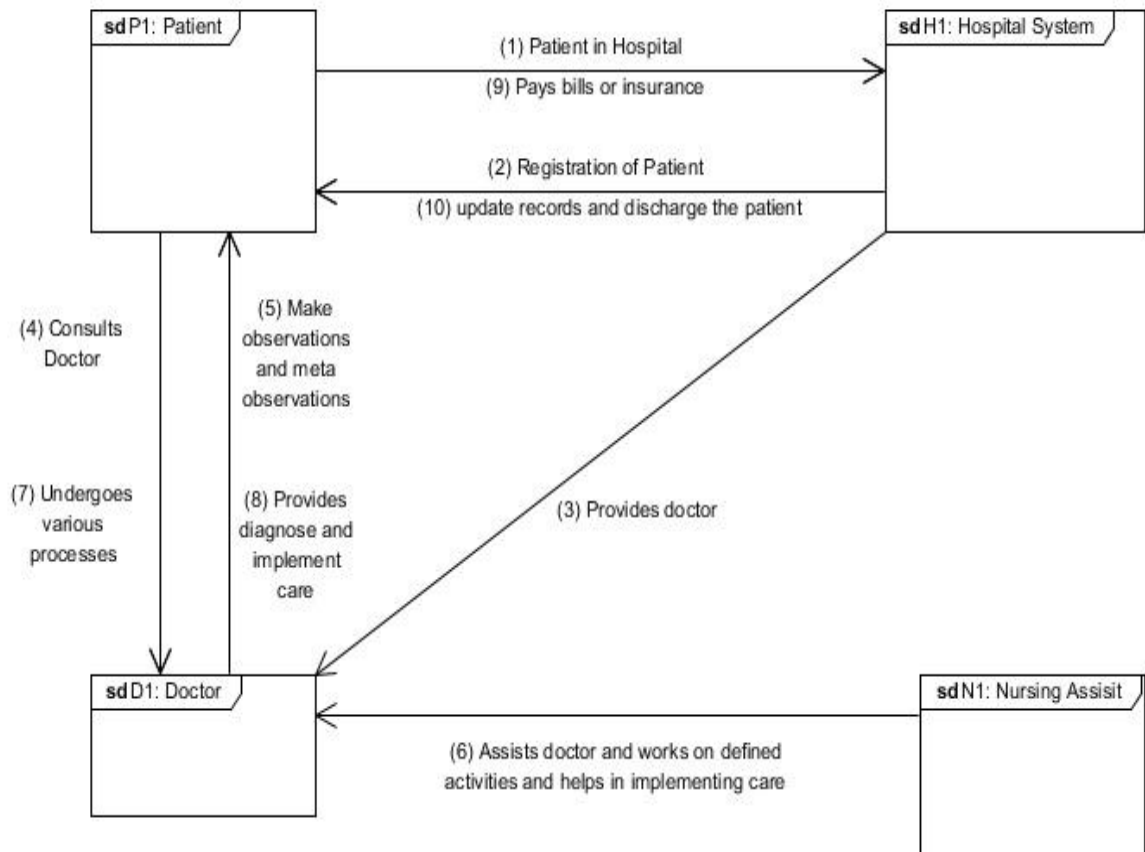 sd P1: Patient
sd H1: Hospital System
(1) Patient in Hospital
(9) Pays bills or insurance
(2) Registration of Patient
(10) update records and discharge the patient
(4) Consults
Doctor
(5) Make
observations
and meta
observations
(7) Undergoes
various
processes
(8) Provides
diagnose and
implement
care
(3) Provides doctor
sd D1: Doctor
sd N1: Nursing Assisit
(6) Assists doctor and works on defined
activities and helps in implementing care